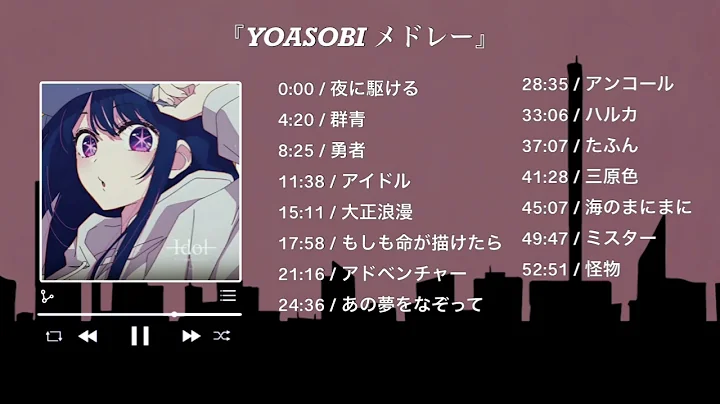 『YOASOBI メドレー』
Idol
0:00 / 夜に駆ける
4:20 / 群青
8:25 / 勇者
11:38 / アイドル
15:11 / 大正浪漫
17:58 / もしも命が描けたら
21:16 / アドベンチャー
24:36 / あの夢をなぞって
28:35 / アンコール
33:06 / ハルカ
37:07 / たぶん
41:28 / 三原色
45:07 / 海のまにまに
49:47 / ミスター
52:51 / 怪物